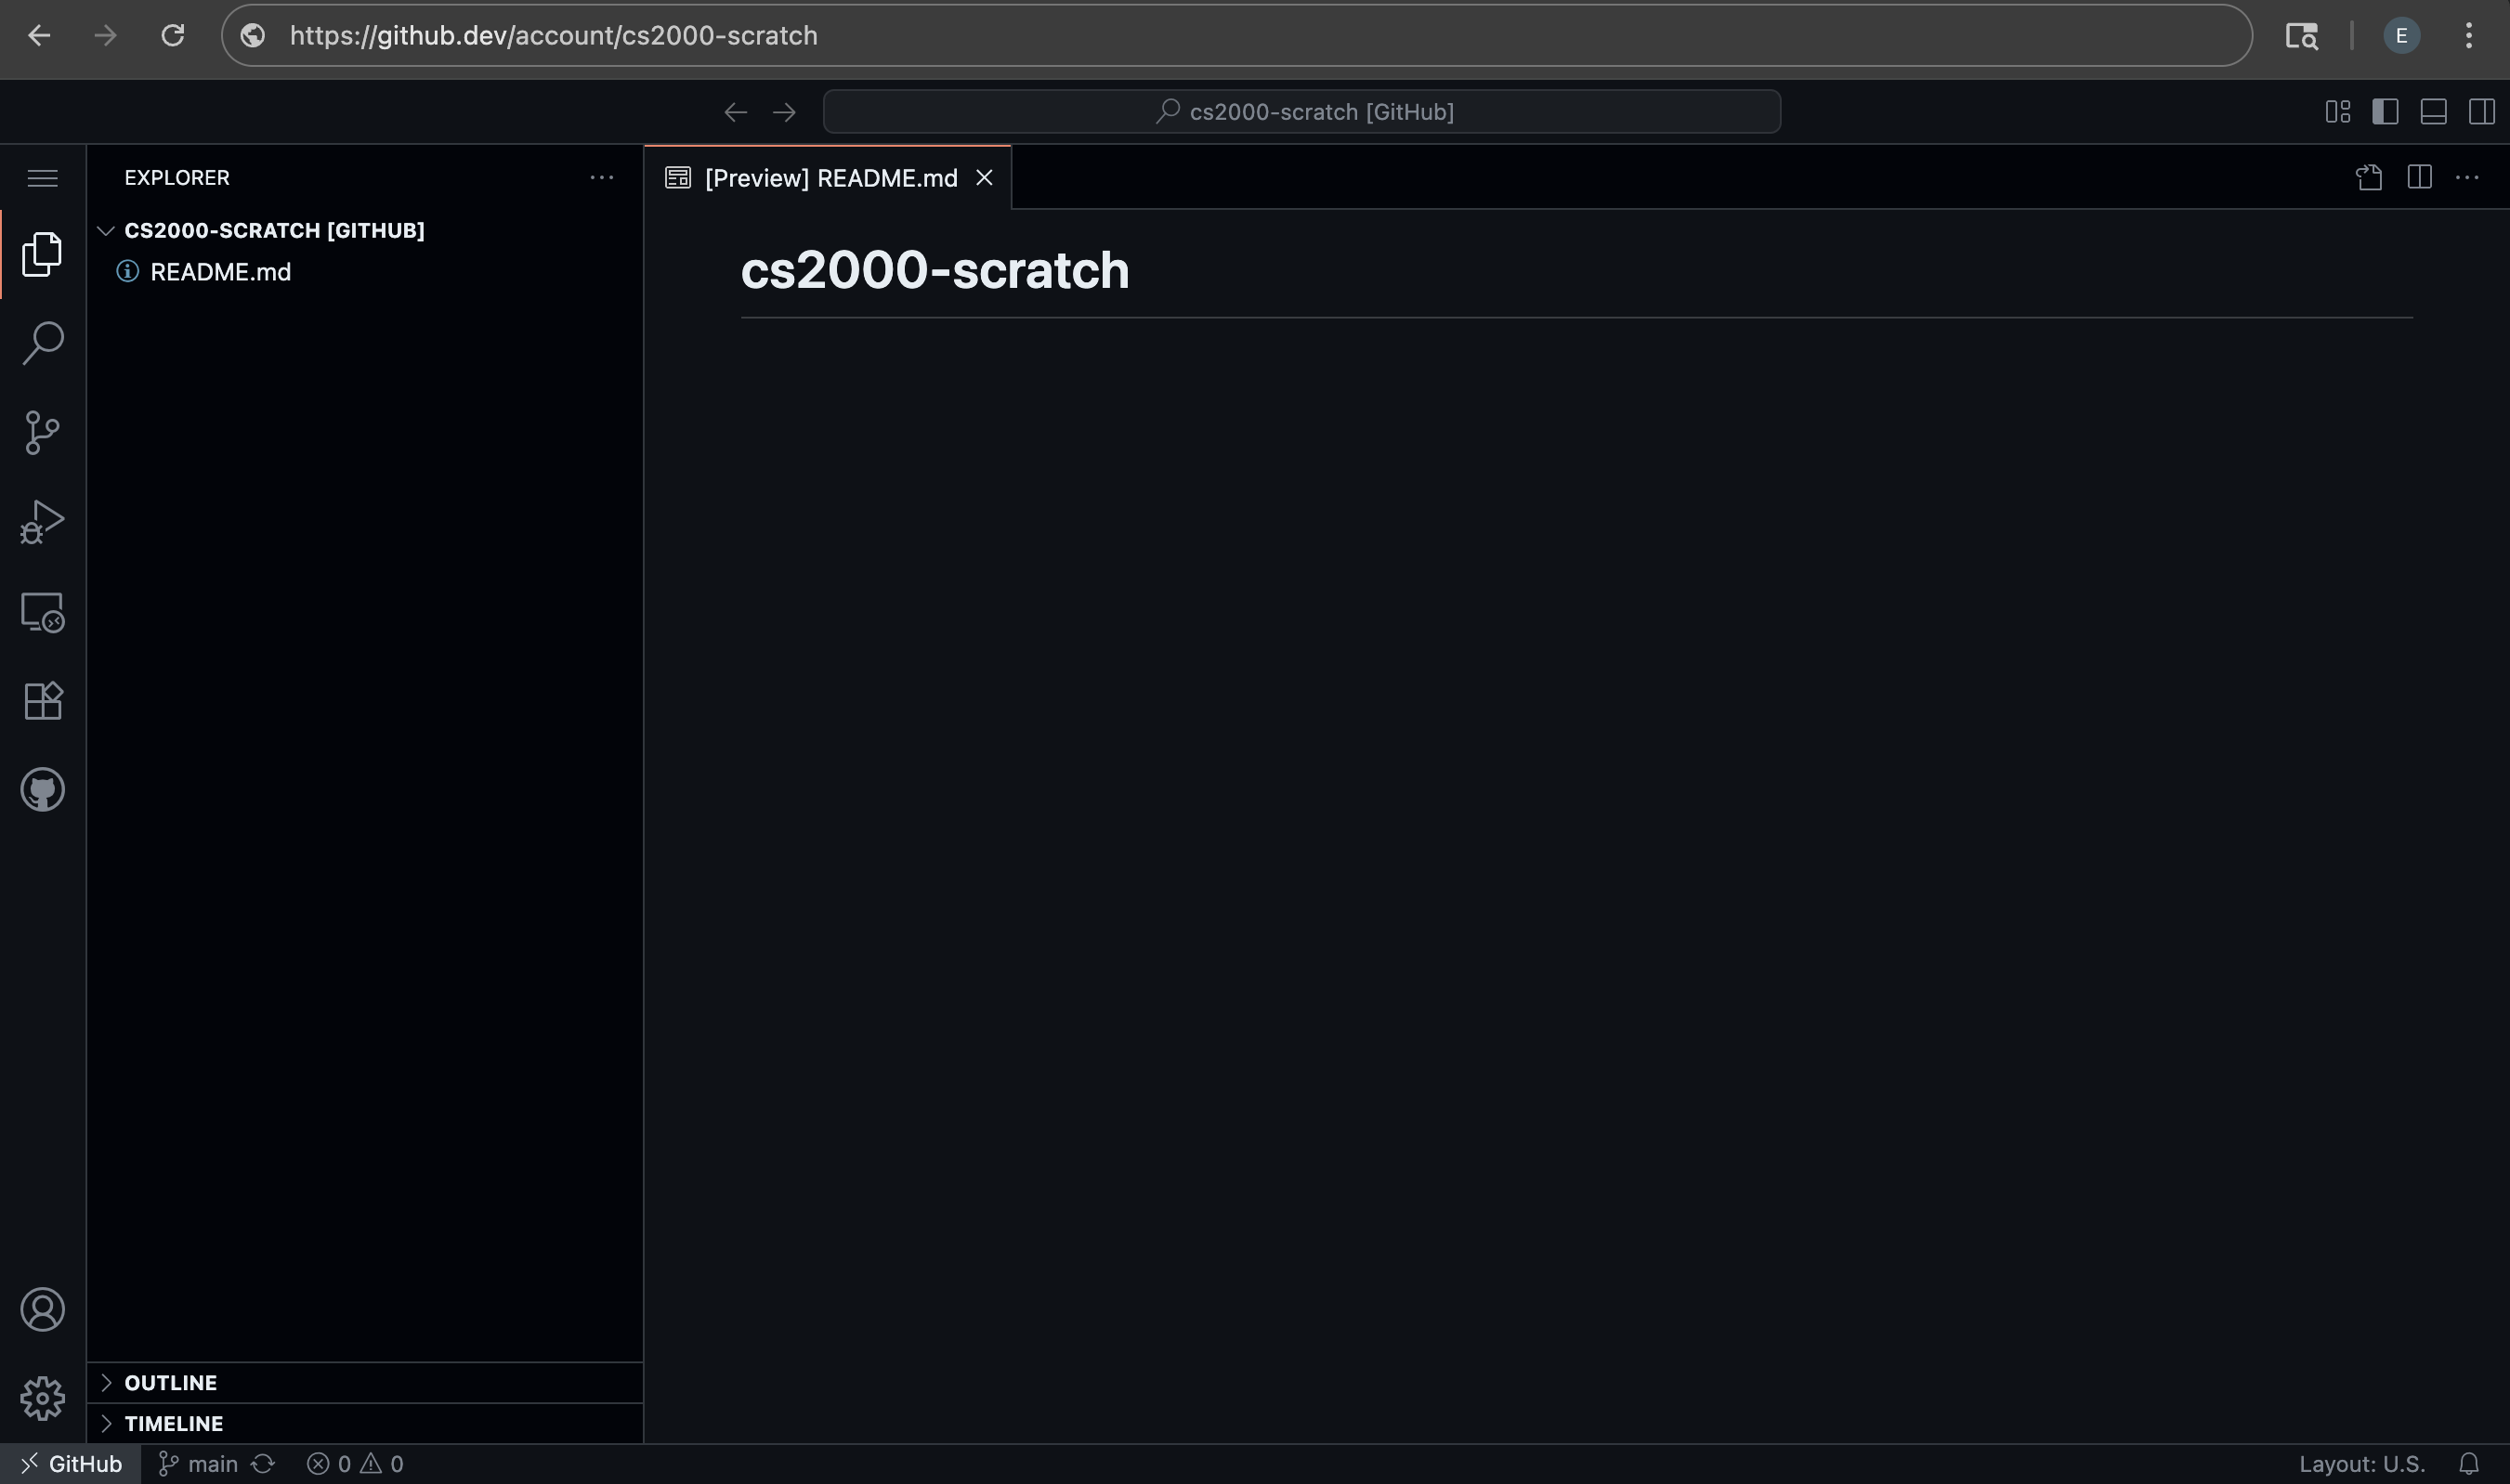 https://github.dev/account/cs2000-scratch
E
cs2000-scratch [GitHub]
EXPLORER
[Preview] README.md
CS2000-SCRATCH [GITHUB]
README.md
cs2000-scratch
OUTLINE
TIMELINE
GitHub main 0 0 Layout: U.S.